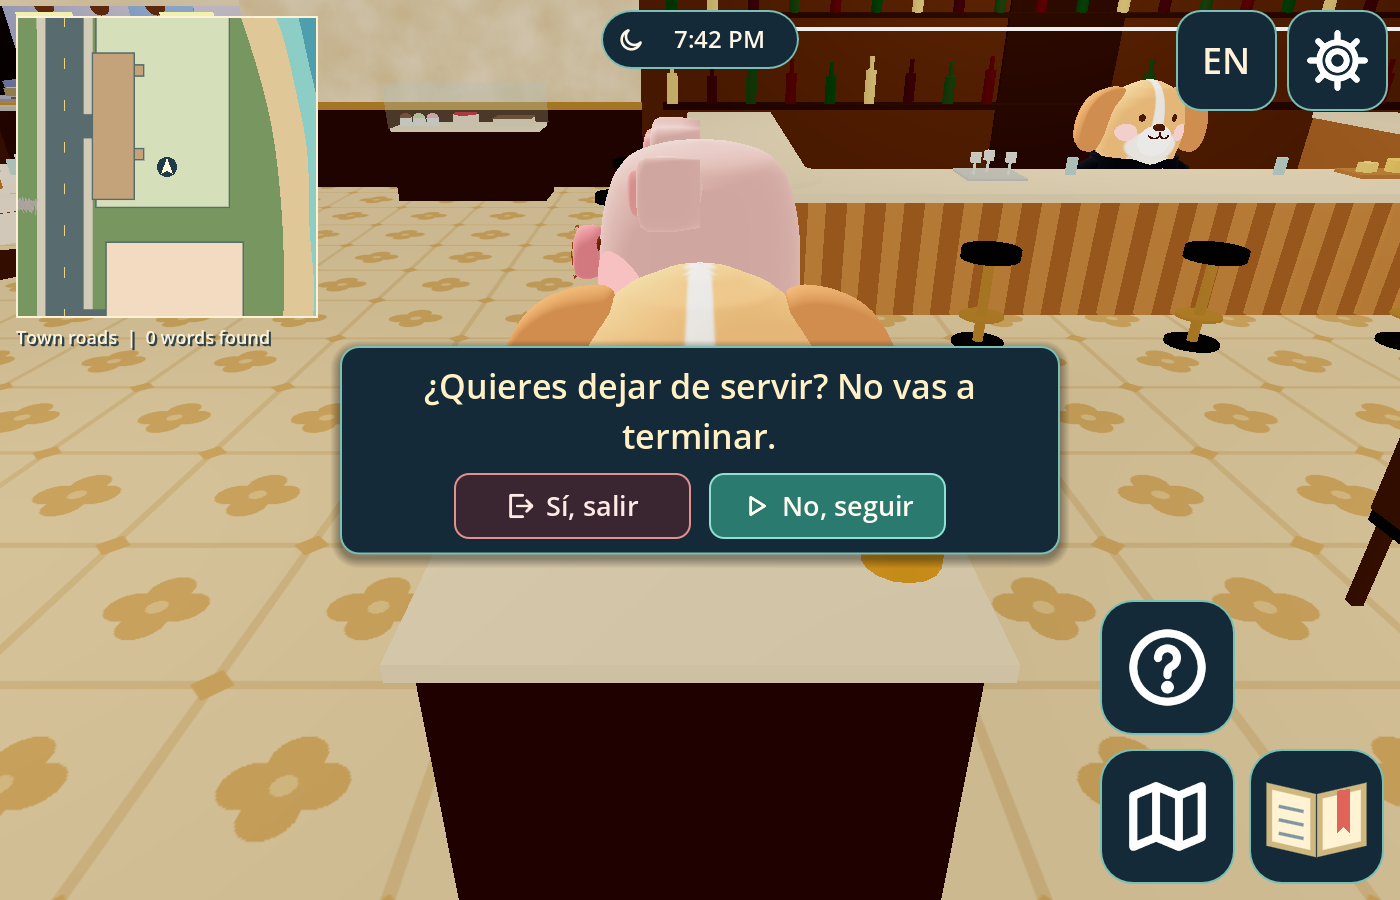 7:42 PM
EN
Town roads | 0 words found
¿Quieres dejar de servir? No vas a
terminar.
Sí, salir
No, seguir